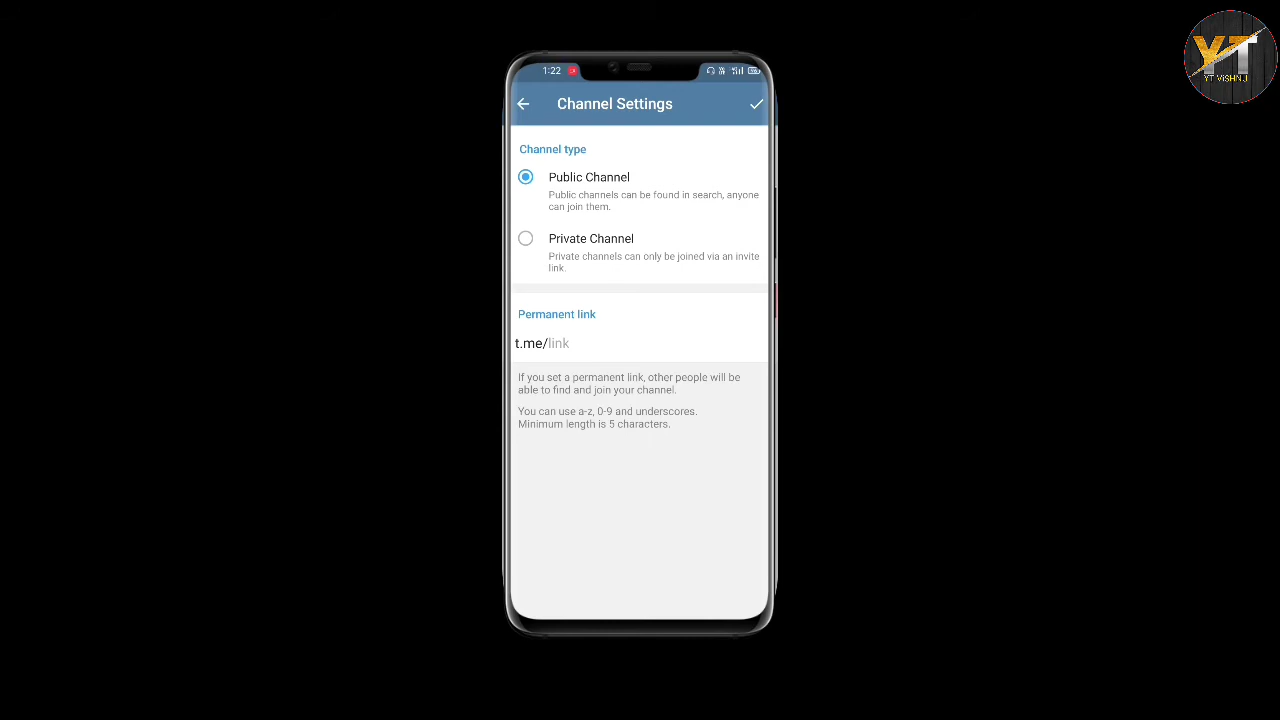 YT
YT ViSHNJ
1:22
Channel Settings
Channel type
Public Channel
Public channels can be found in search, anyone
can join them.
Private Channel
Private channels can only be joined via an invite
link.
Permanent link
t.me/link
If you set a permanent link, other people will be
able to find and join your channel.
You can use a-z, 0-9 and underscores.
Minimum length is 5 characters.